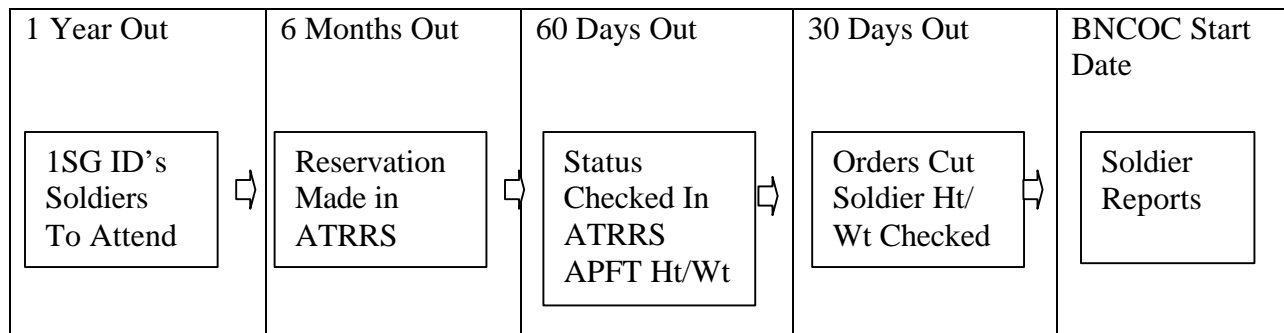 1 Year Out
1SG ID's
Soldiers
To Attend
6 Months Out
Reservation
Made in
ATRRS
60 Days Out
Status
Checked In
ATRRS
APFT Ht/Wt
30 Days Out
Orders Cut
Soldier Ht/
Wt Checked
BNCOC Start
Date
Soldier
Reports